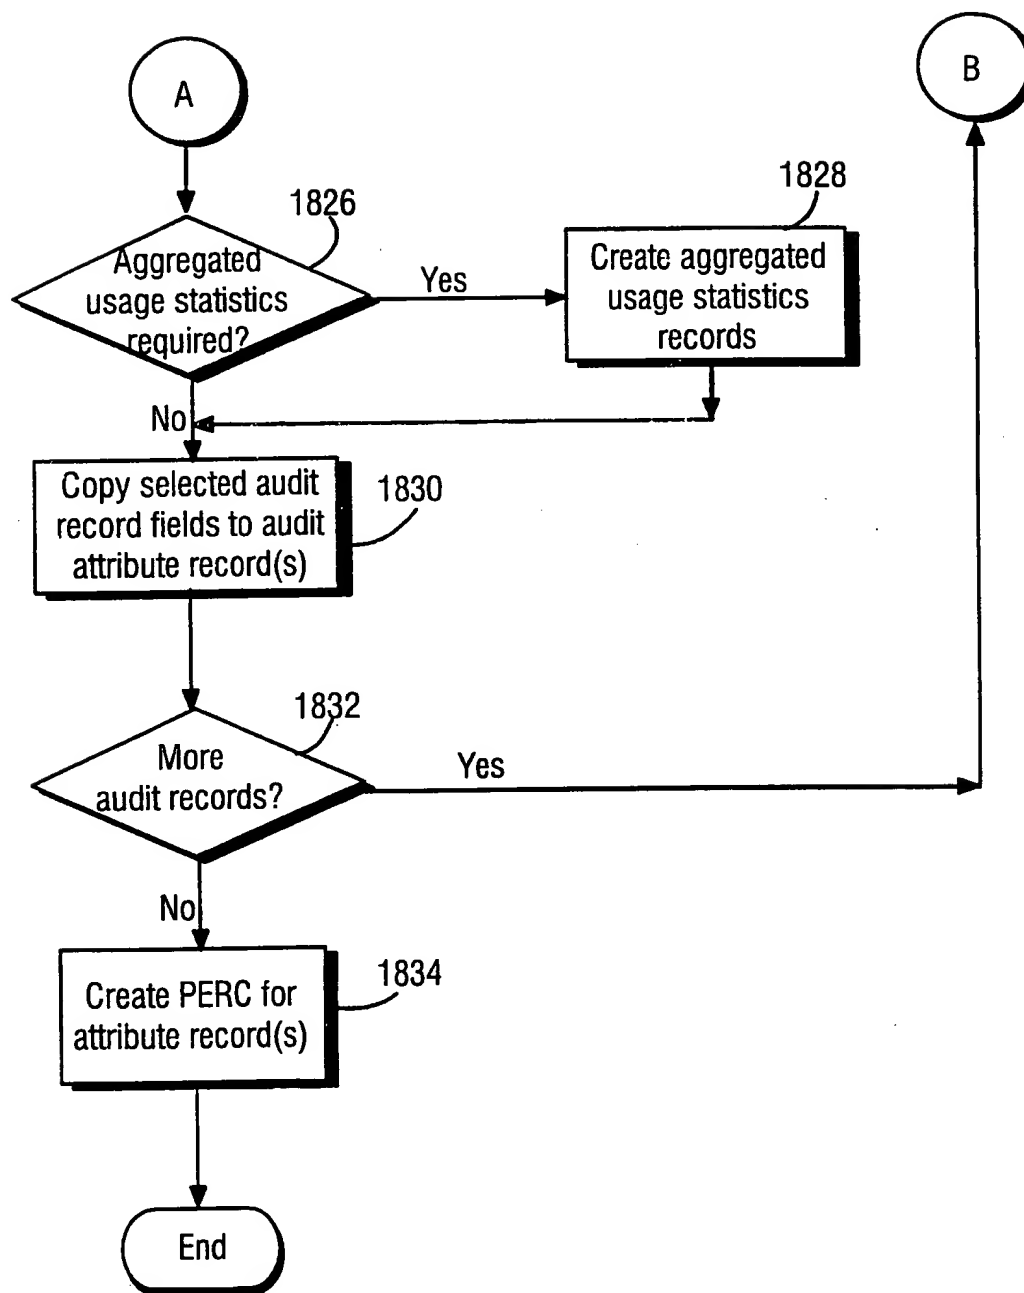 A
B
1826
Aggregated
usage statistics
required?
Yes
1828
Create aggregated
usage statistics
records
No
Copy selected audit
record fields to audit
attribute record(s)
1830
1832
More
audit records?
Yes
No
Create PERC for
attribute record(s)
1834
End